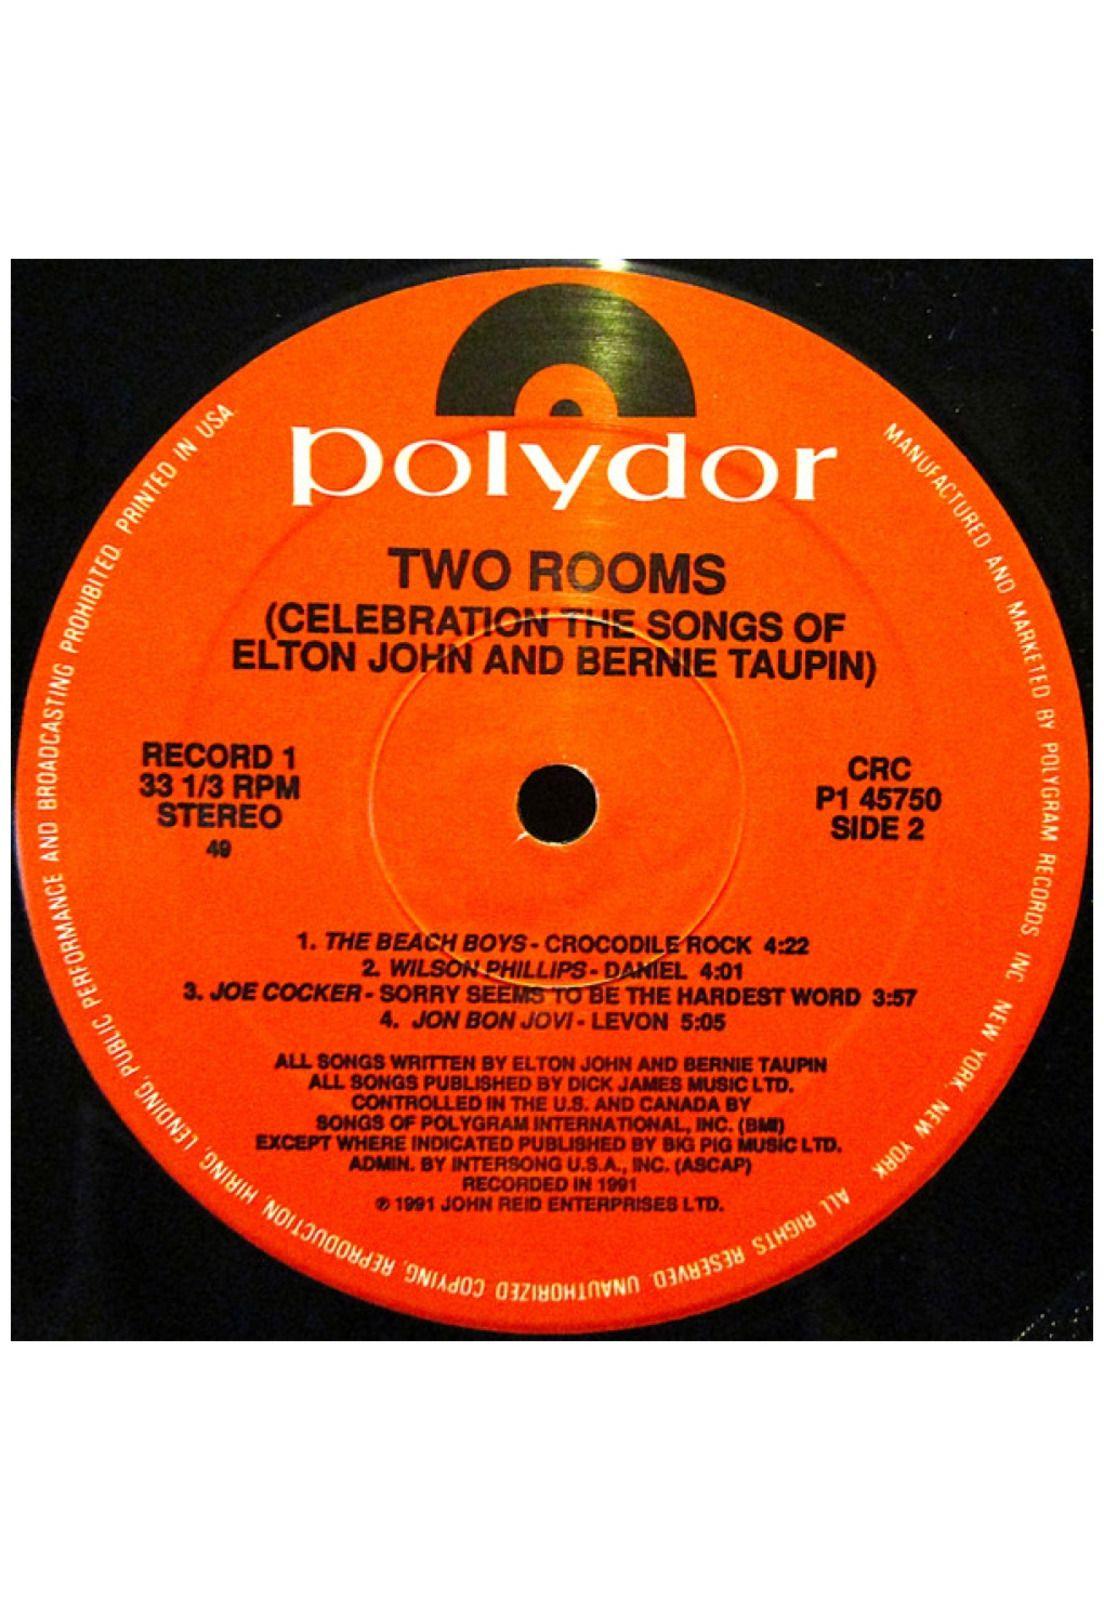 polydor
TWO ROOMS
(CELEBRATION THE SONGS OF
ELTON JOHN AND BERNIE TAUPIN)
RECORD 1
33 1/3 RPM
STEREO
49
CRC
P1 45750
SIDE 2
1. THE BEACH BOYS - CROCODILE ROCK 4:22
2. WILSON PHILLIPS - DANIEL 4:01
3. JOE COCKER - SORRY SEEMS TO BE THE HARDEST WORD 3:57
4. JON BON JOVI - LEVON 5:05
ALL SONGS WRITTEN BY ELTON JOHN AND BERNIE TAUPIN
ALL SONGS PUBLISHED BY DICK JAMES MUSIC LTD.
CONTROLLED IN THE U.S. AND CANADA BY
SONGS OF POLYGRAM INTERNATIONAL, INC. (BMI)
EXCEPT WHERE INDICATED PUBLISHED BY BIG PIG MUSIC LTD.
ADMIN. BY INTERSONG U.S.A., INC. (ASCAP)
RECORDED IN 1991
℗ 1991 JOHN REID ENTERPRISES LTD.
MANUFACTURED AND MARKETED BY POLYGRAM RECORDS, INC. NEW YORK, NEW YORK. ALL RIGHTS RESERVED. UNAUTHORIZED COPYING, REPRODUCTION, HIRING, LENDING, PUBLIC PERFORMANCE AND BROADCASTING PROHIBITED. PRINTED IN USA.